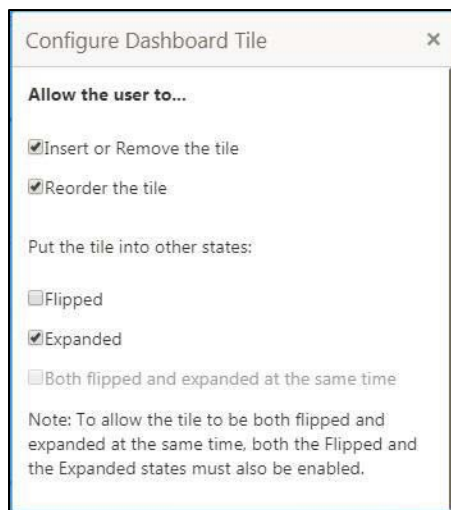 Configure Dashboard Tile
Allow the user to...
Insert or Remove the tile
Reorder the tile
Put the tile into other states:
Flipped
Expanded
Both flipped and expanded at the same time
Note: To allow the tile to be both flipped and
expanded at the same time, both the Flipped and
the Expanded states must also be enabled.